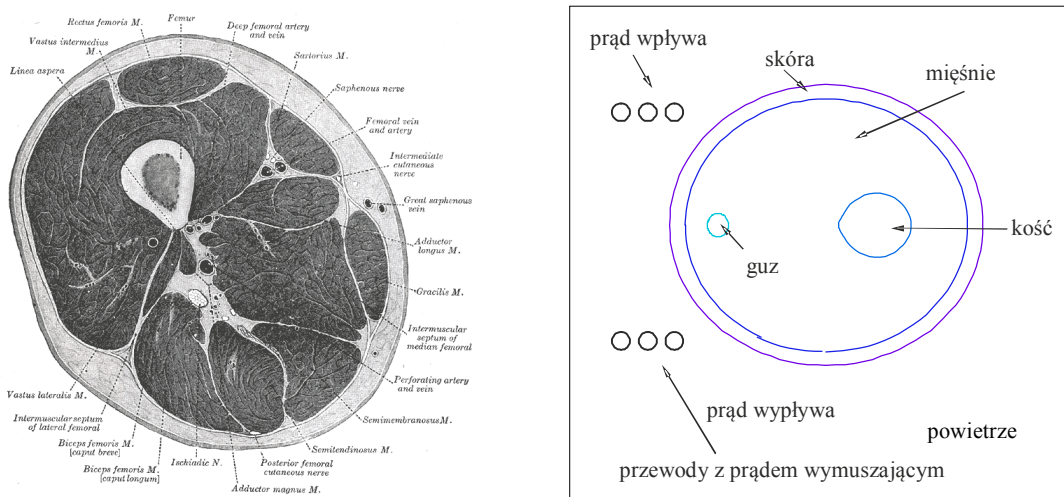 Rectus femoris M.
Femur
Deep femoral artery
and vein
Vastus intermedius
M.
Sartorius M.
Linea aspera
Saphenous nerve
Femoral vein
and artery
Intermediate
cutaneous
nerve
Great saphenous
vein
Adductor
longus M.
Gracilis M.
Intermuscular
septum of
median femoral
Perforating artery
and vein
Vastus lateralis M.
Intermuscular septum
of lateral femoral
Semimembranosus M.
Biceps femoris M.
[caput breve]
Semitendinosus M.
Biceps femoris M.
[caput longum]
Ischiadic N.
Posterior femoral
cutaneous nerve
Adductor magnus M.
prąd wpływa
skóra
mięśnie
kość
guz
prąd wypływa
powietrze
przewody z prądem wymuszającym